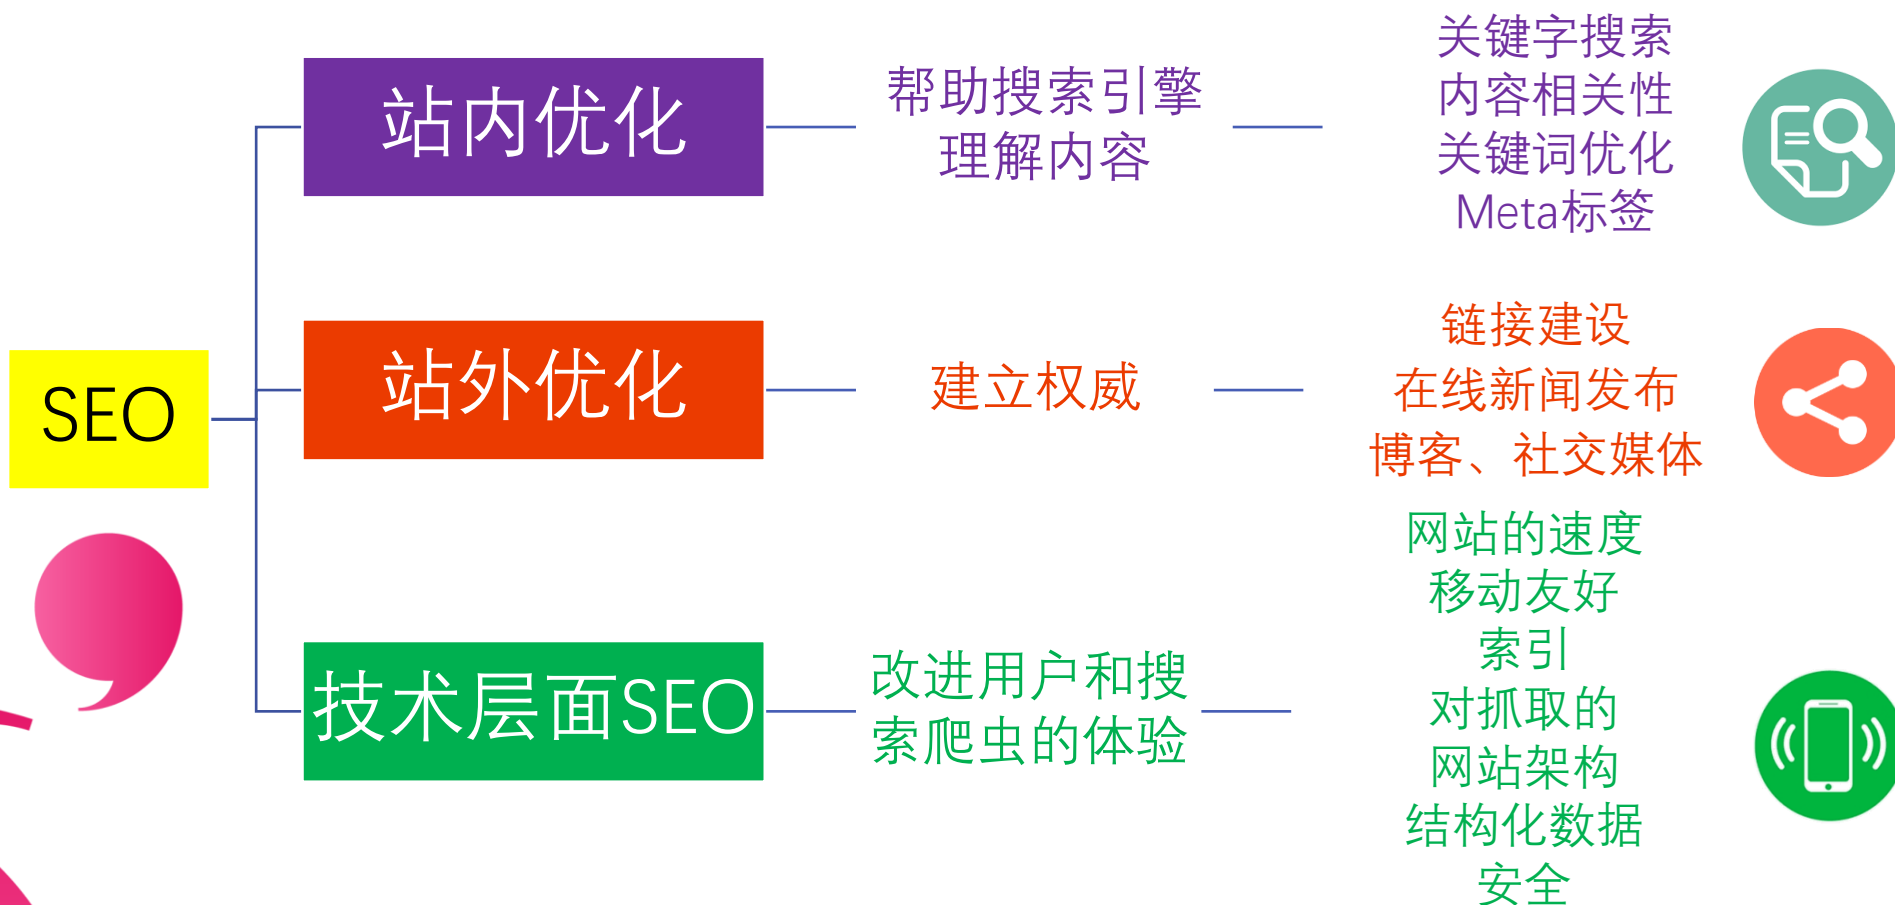 SEO
站内优化
帮助搜索引擎
理解内容
关键字搜索
内容相关性
关键词优化
Meta标签
站外优化
建立权威
链接建设
在线新闻发布
博客、社交媒体
技术层面SEO
改进用户和搜
索爬虫的体验
网站的速度
移动友好
索引
对抓取的
网站架构
结构化数据
安全